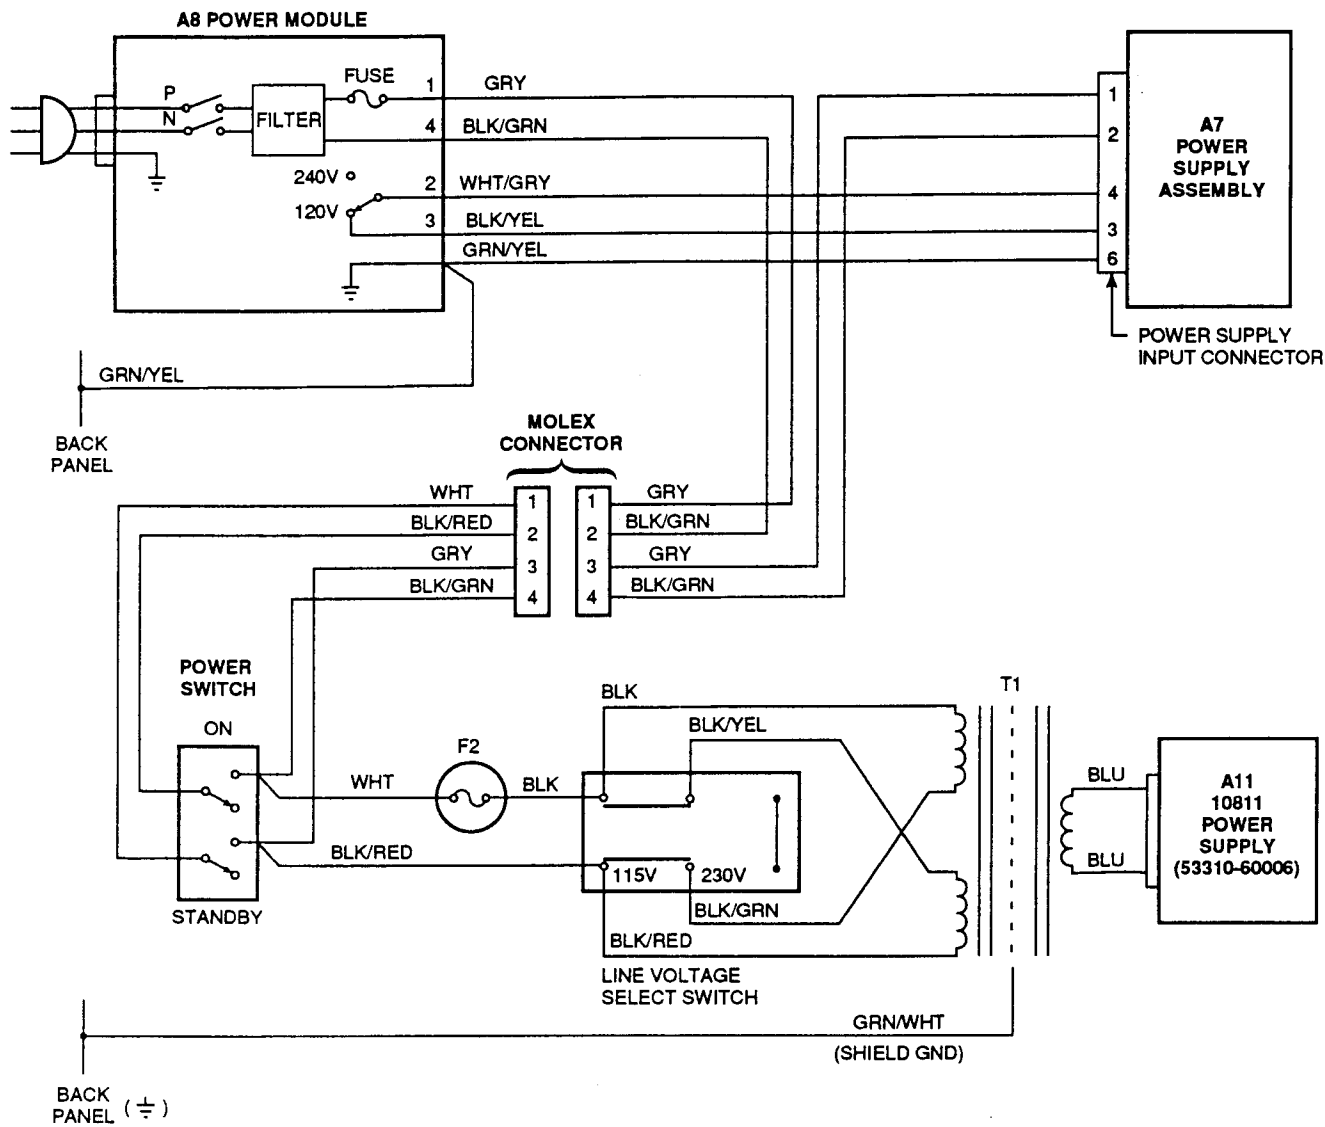 A8 POWER MODULE
P
N
FILTER
FUSE
1
GRY
4
BLK/GRN
240V
2
WHT/GRY
120V
3
BLK/YEL
GRN/YEL
1
2
4
3
6
A7
POWER
SUPPLY
ASSEMBLY
POWER SUPPLY
INPUT CONNECTOR
GRN/YEL
BACK
PANEL
MOLEX
CONNECTOR
WHT
1
1
GRY
BLK/RED
2
2
BLK/GRN
GRY
3
3
GRY
BLK/GRN
4
4
BLK/GRN
POWER
SWITCH
ON
STANDBY
WHT
F2
BLK
BLK/RED
BLK
BLK/YEL
115V
230V
BLK/GRN
BLK/RED
LINE VOLTAGE
SELECT SWITCH
T1
BLU
BLU
A11
10811
POWER
SUPPLY
(53310-60006)
GRN/WHT
(SHIELD GND)
BACK
PANEL (⏚)